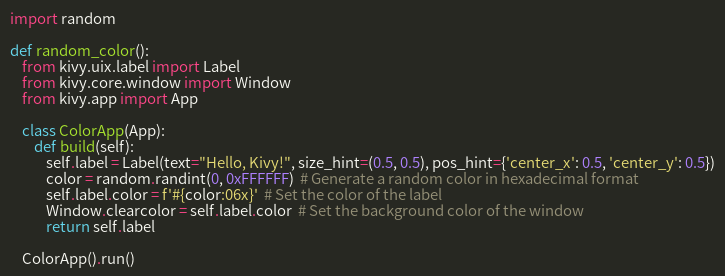 import random

def random_color():
    from kivy.uix.label import Label
    from kivy.core.window import Window
    from kivy.app import App

    class ColorApp(App):
        def build(self):
            self.label = Label(text="Hello, Kivy!", size_hint=(0.5, 0.5), pos_hint={'center_x': 0.5, 'center_y': 0.5})
            color = random.randint(0, 0xFFFFFF)  # Generate a random color in hexadecimal format
            self.label.color = f'#{color:06x}'  # Set the color of the label
            Window.clearcolor = self.label.color  # Set the background color of the window
            return self.label

    ColorApp().run()